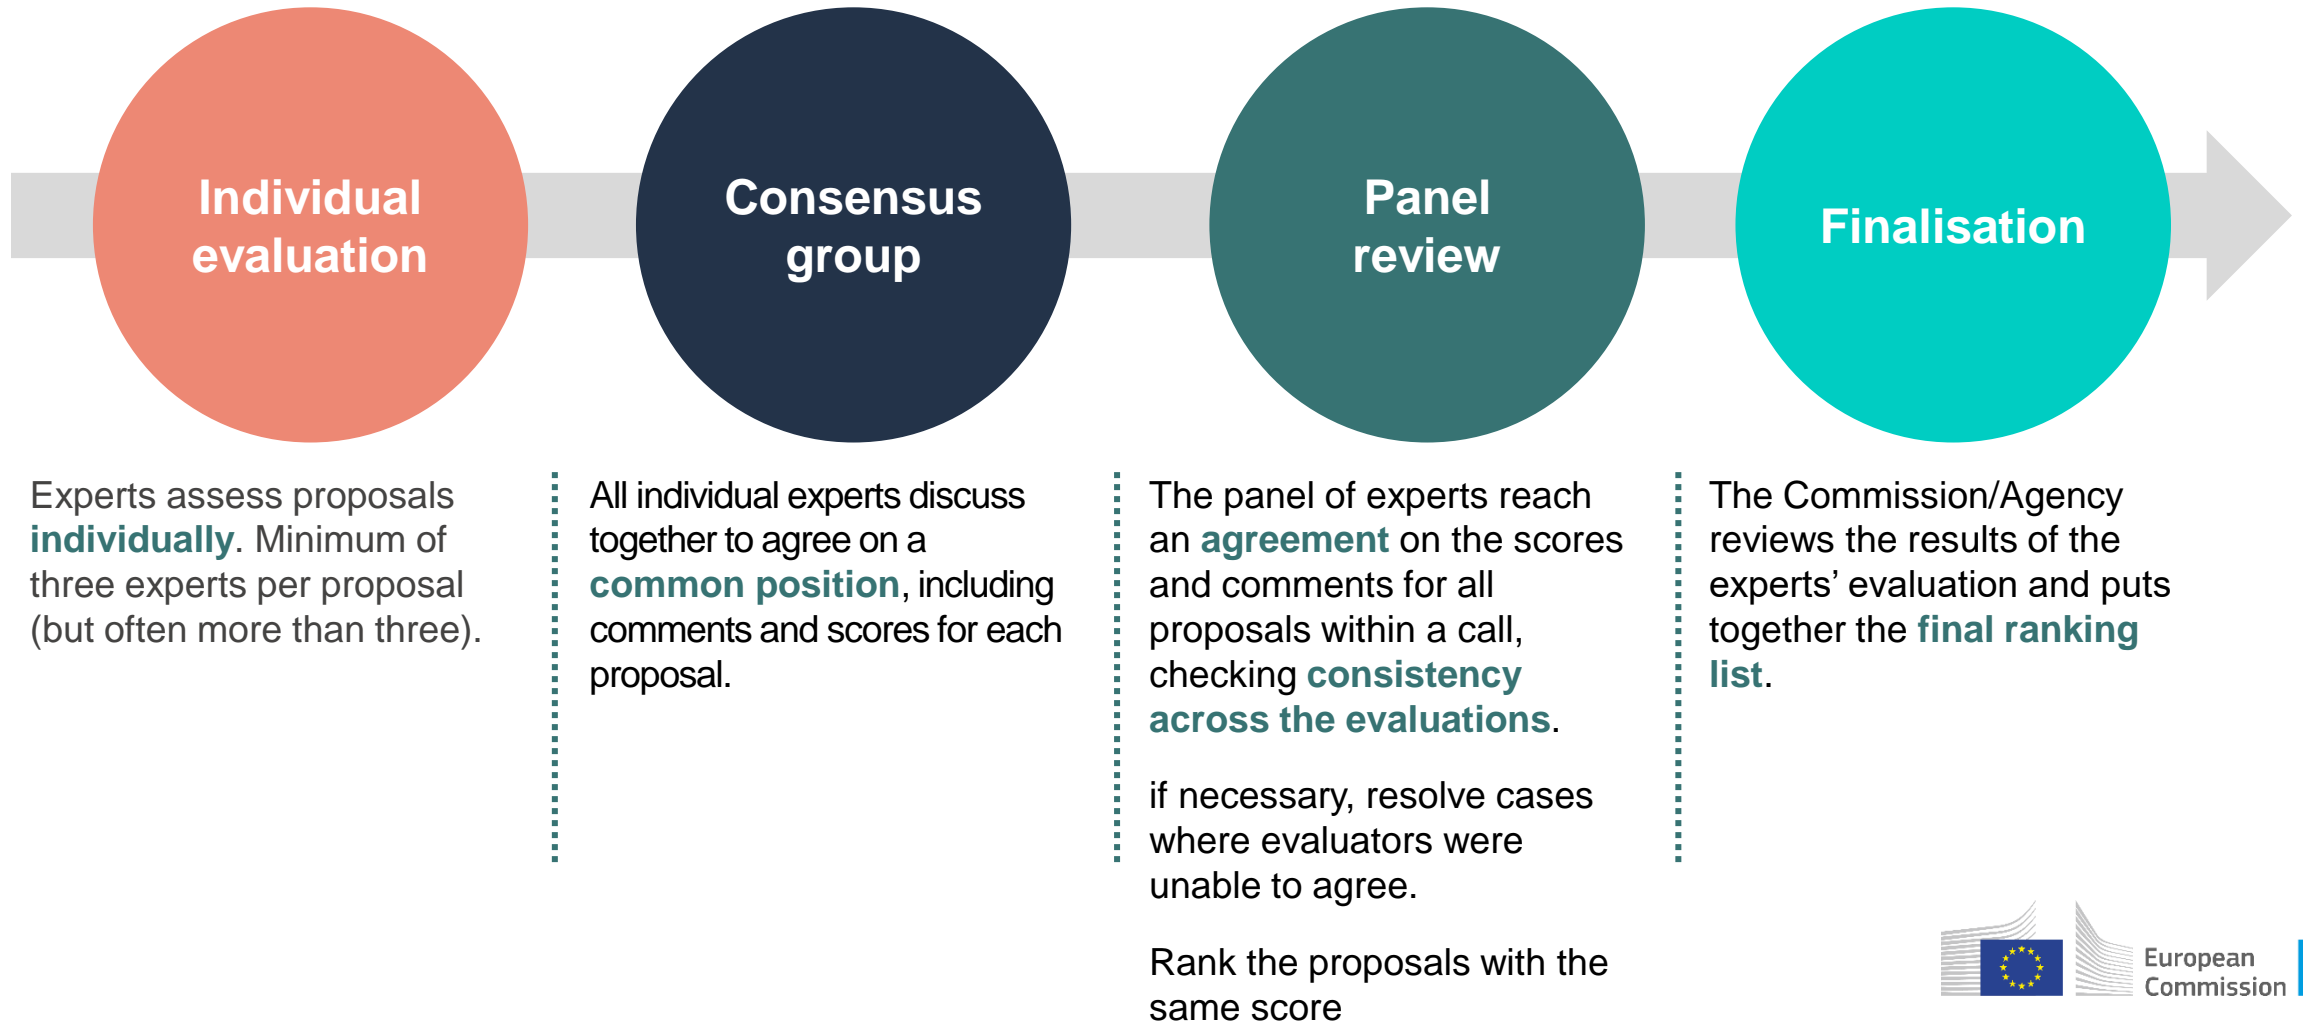 Individual
evaluation
Consensus
group
Panel
review
Finalisation
Experts assess proposals
individually. Minimum of
three experts per proposal
(but often more than three).
All individual experts discuss
together to agree on a
common position, including
comments and scores for each
proposal.
The panel of experts reach
an agreement on the scores
and comments for all
proposals within a call,
checking consistency
across the evaluations.
if necessary, resolve cases
where evaluators were
unable to agree.
Rank the proposals with the
same score
The Commission/Agency
reviews the results of the
experts’ evaluation and puts
together the final ranking
list.
European
Commission